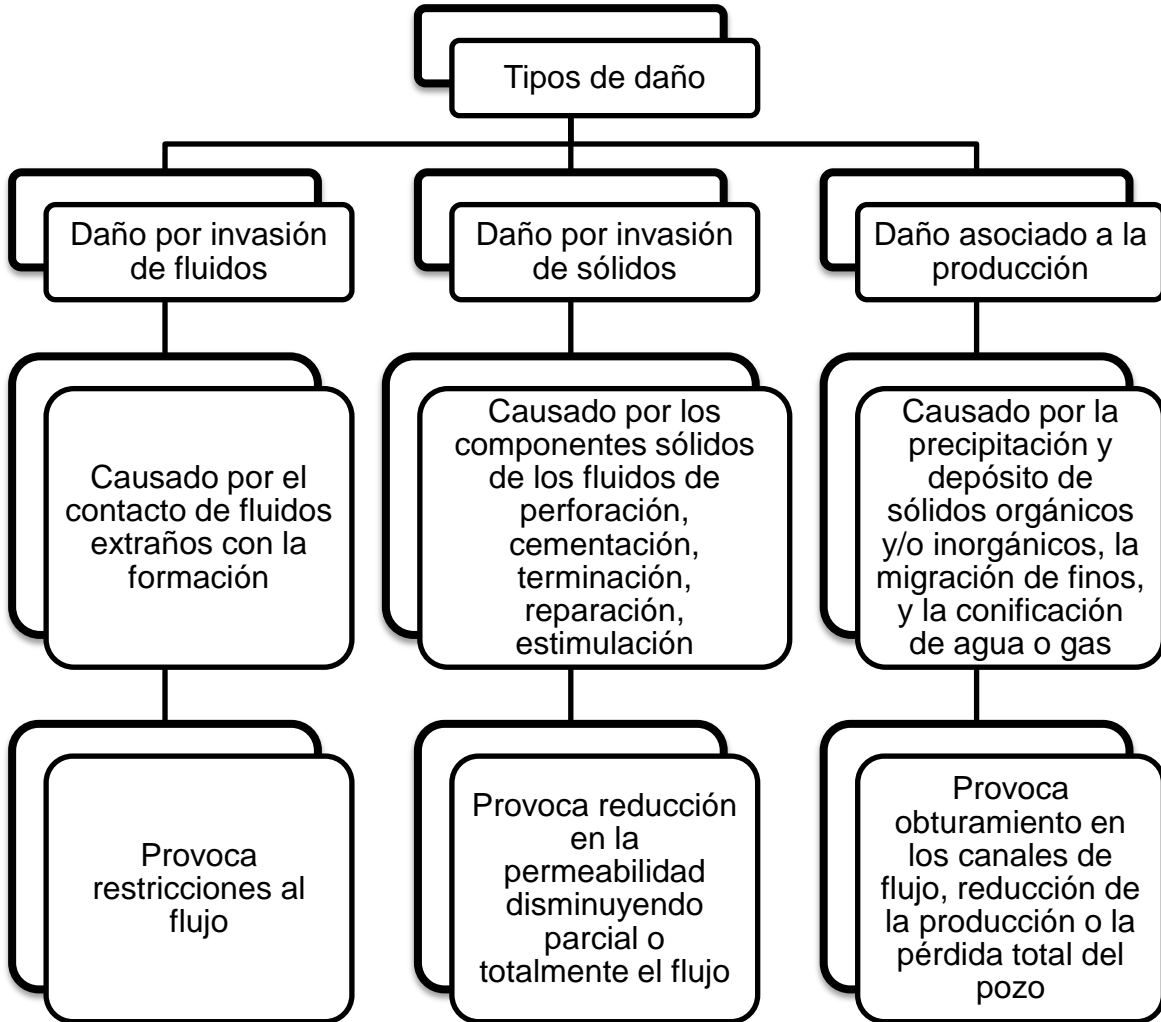 Tipos de daño
Daño por invasión
de fluidos
Daño por invasión
de sólidos
Daño asociado a la
producción
Causado por el
contacto de fluidos
extraños con la
formación
Causado por los
componentes sólidos
de los fluidos de
perforación,
cementación,
terminación,
reparación,
estimulación
Causado por la
precipitación y
depósito de
sólidos orgánicos
y/o inorgánicos, la
migración de finos,
y la conificación
de agua o gas
Provoca
restricciones al
flujo
Provoca reducción
en la
permeabilidad
disminuyendo
parcial o
totalmente el flujo
Provoca
obturamiento en
los canales de
flujo, reducción de
la producción o la
pérdida total del
pozo